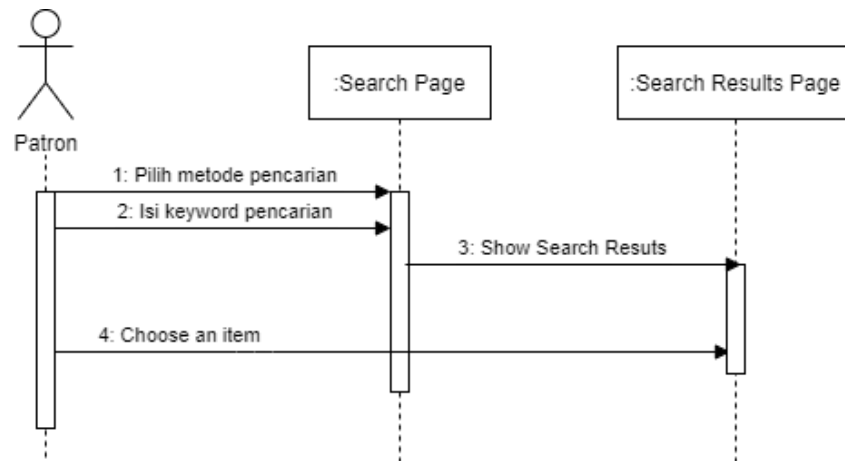 :Search Page
:Search Results Page
Patron
1: Pilih metode pencarian
2: Isi keyword pencarian
3: Show Search Resuts
4: Choose an item